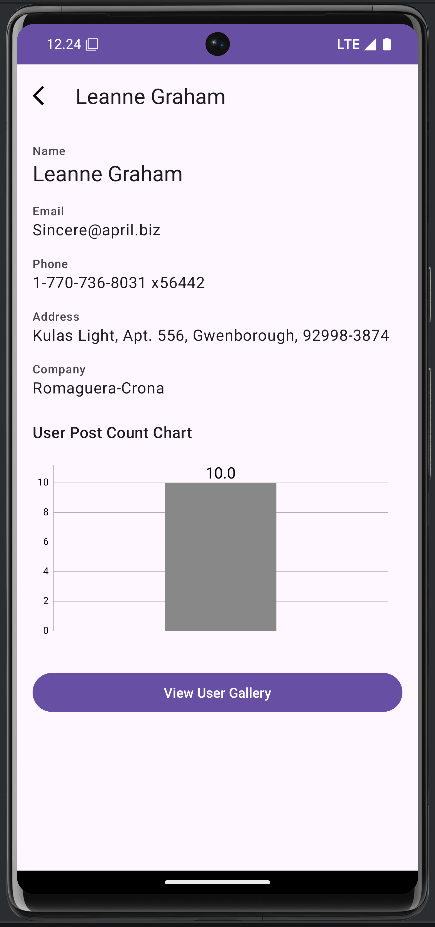 12.24
LTE
Leanne Graham
Name
Leanne Graham
Email
Sincere@april.biz
Phone
1-770-736-8031 x56442
Address
Kulas Light, Apt. 556, Gwenborough, 92998-3874
Company
Romaguera-Crona
User Post Count Chart
10.0
10
8
6
4
2
0
View User Gallery